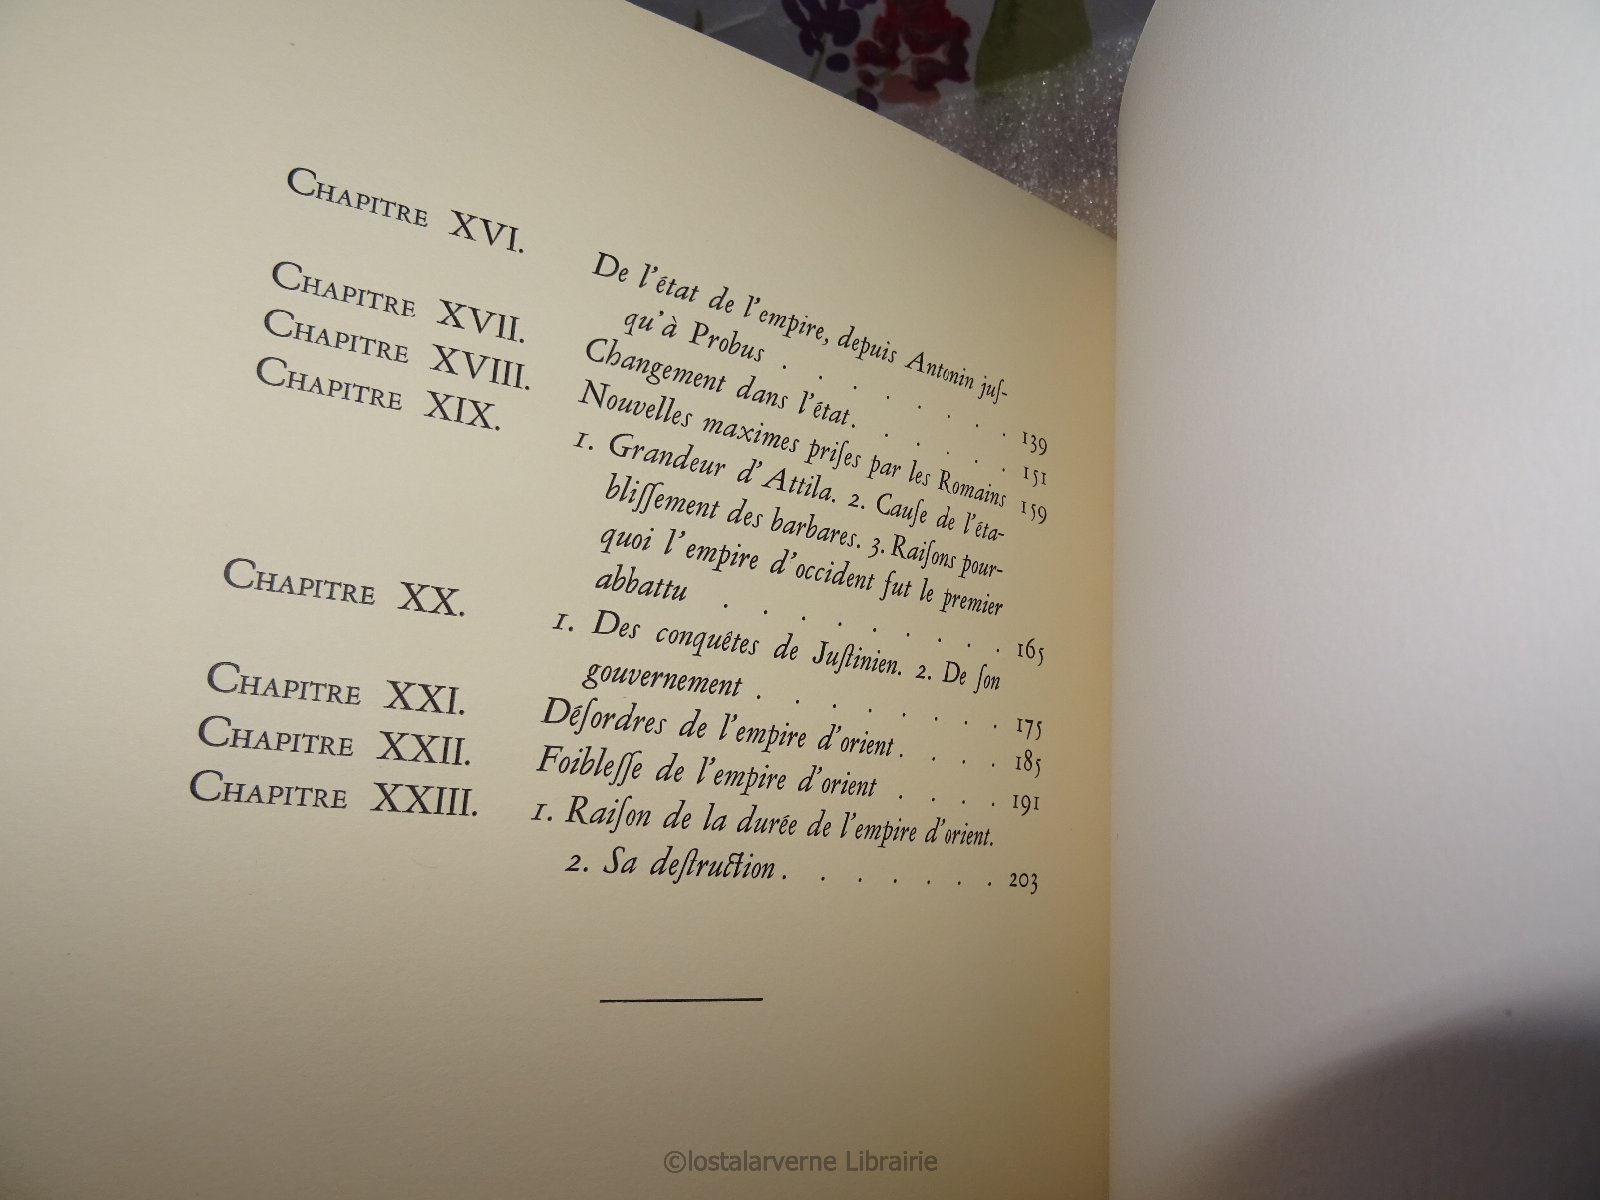 CHAPITRE XVI. De l'état de l'empire, depuis Antonin juſ-
qu'à Probus . . . . . . . 139
CHAPITRE XVII. Changement dans l'état. . . . . . 151
CHAPITRE XVIII. Nouvelles maximes priſes par les Romains 159
CHAPITRE XIX. 1. Grandeur d'Attila. 2. Cauſe de l'éta-
bliſſement des barbares. 3. Raiſons pour-
quoi l'empire d'occident fut le premier
abbattu . . . . . . . . . 165
CHAPITRE XX. 1. Des conquêtes de Juſtinien. 2. De ſon
gouvernement . . . . . . . . 175
CHAPITRE XXI. Déſordres de l'empire d'orient . . . . 185
CHAPITRE XXII. Foibleſſe de l'empire d'orient . . . . 191
CHAPITRE XXIII. 1. Raiſon de la durée de l'empire d'orient.
2. Sa deſtruction . . . . . . . 203
©lostalarverne Librairie